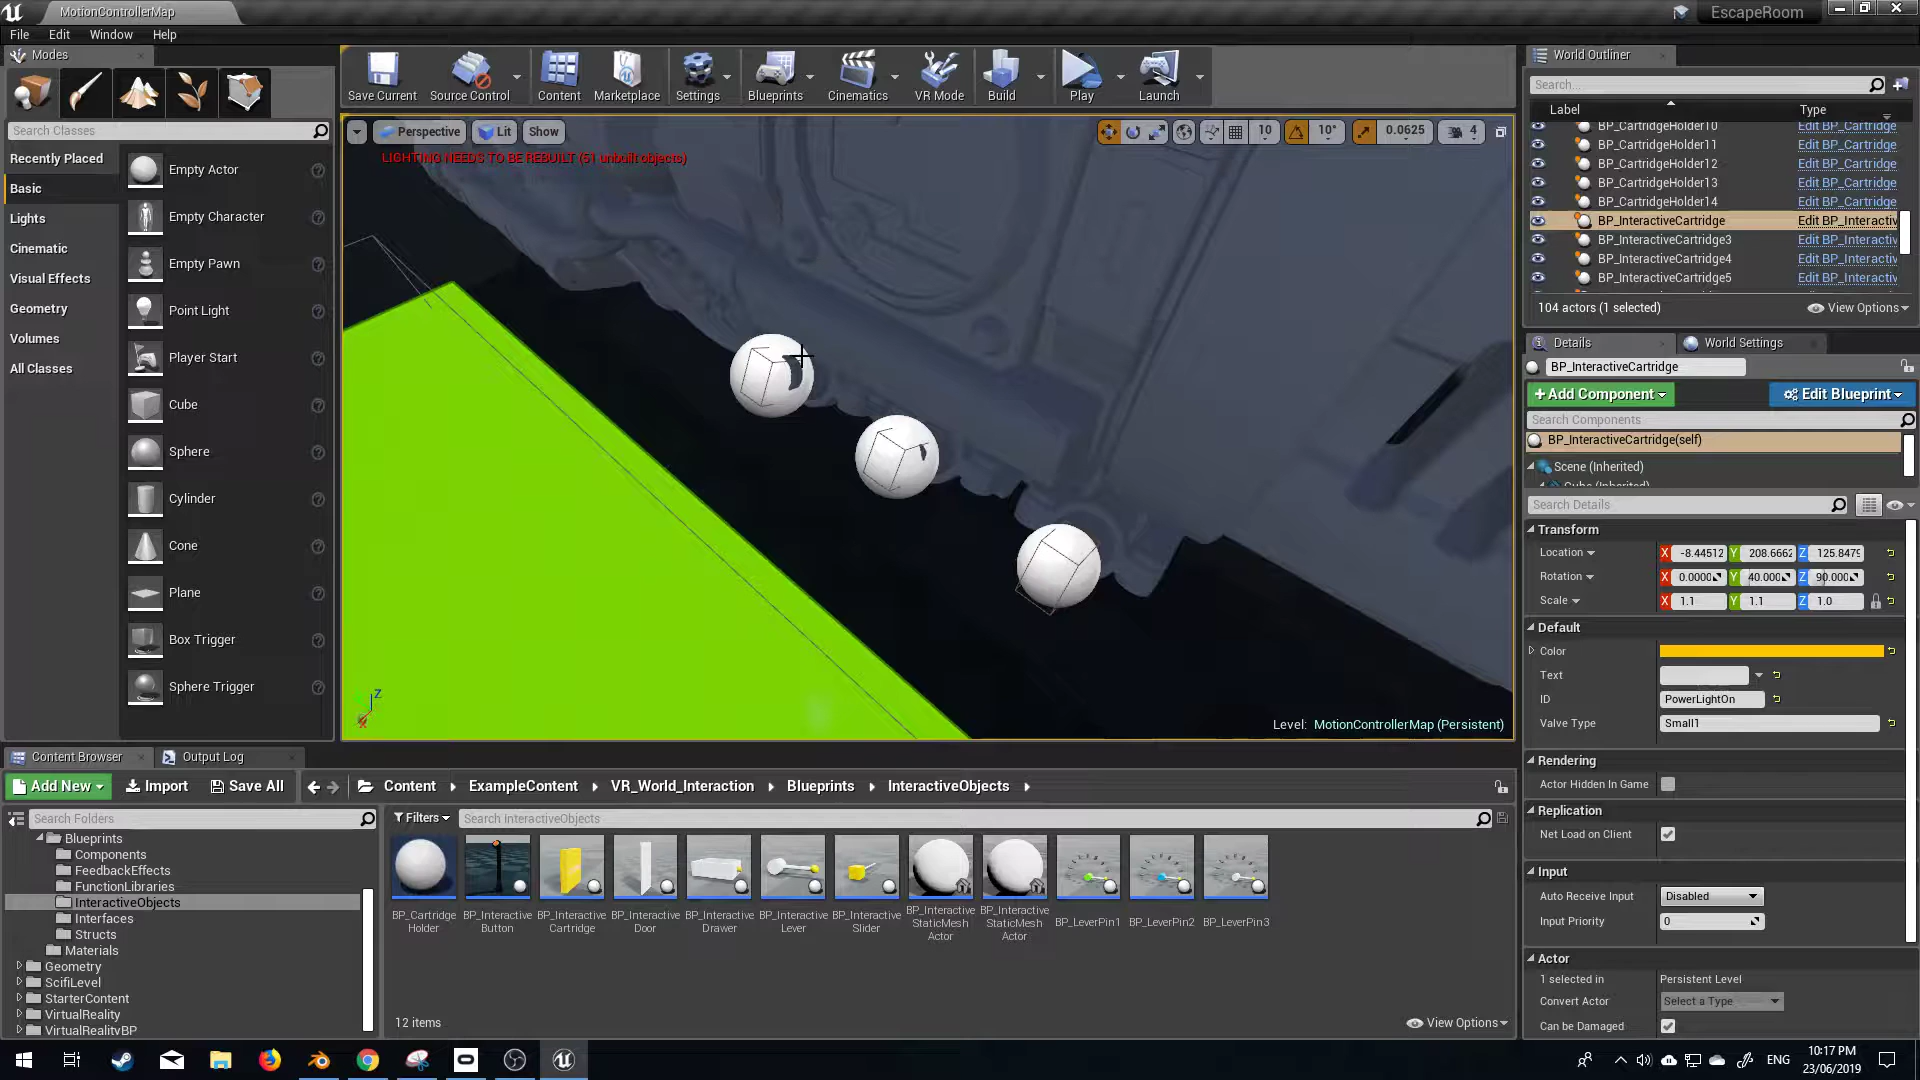 MotionControllerMap
EscapeRoom
File Edit Window Help
Modes
Save Current Source Control Content Marketplace Settings Blueprints Cinematics VR Mode Build Play Launch
Search Classes
Recently Placed
Basic
Lights
Cinematic
Visual Effects
Geometry
Volumes
All Classes
Empty Actor
Empty Character
Empty Pawn
Point Light
Player Start
Cube
Sphere
Cylinder
Cone
Plane
Box Trigger
Sphere Trigger
Perspective Lit Show
10 10° 0.0625 4
LIGHTING NEEDS TO BE REBUILT (51 unbuilt objects)
Z
Level: MotionControllerMap (Persistent)
World Outliner
Search...
Label Type
BP_CartridgeHolder10 Edit BP_Cartridge
BP_CartridgeHolder11 Edit BP_Cartridge
BP_CartridgeHolder12 Edit BP_Cartridge
BP_CartridgeHolder13 Edit BP_Cartridge
BP_CartridgeHolder14 Edit BP_Cartridge
BP_InteractiveCartridge Edit BP_Interactiv
BP_InteractiveCartridge3 Edit BP_Interactiv
BP_InteractiveCartridge4 Edit BP_Interactiv
BP_InteractiveCartridge5 Edit BP_Interactiv
104 actors (1 selected) View Options
Details World Settings
BP_InteractiveCartridge
+Add Component Edit Blueprint
Search Components
BP_InteractiveCartridge(self)
Scene (Inherited)
Cube (Inherited)
Search Details
Transform
Location X -8.44512 Y 208.6662 Z 125.8479
Rotation X 0.0000 Y 40.000 Z 90.000
Scale X 1.1 Y 1.1 Z 1.0
Default
Color
Text
ID PowerLightOn
Valve Type Small1
Rendering
Actor Hidden In Game
Replication
Net Load on Client
Input
Auto Receive Input Disabled
Input Priority 0
Actor
1 selected in Persistent Level
Convert Actor Select a Type
Can be Damaged
Content Browser Output Log
Add New Import Save All Content ExampleContent VR_World_Interaction Blueprints InteractiveObjects
Search Folders
Filters Search InteractiveObjects
Blueprints
Components
FeedbackEffects
FunctionLibraries
InteractiveObjects
Interfaces
Structs
Materials
Geometry
ScifiLevel
StarterContent
VirtualReality
VirtualRealityBP
BP_Cartridge
Holder
BP_Interactive
Button
BP_Interactive
Cartridge
BP_Interactive
Door
BP_Interactive
Drawer
BP_Interactive
Lever
BP_Interactive
Slider
BP_Interactive
StaticMesh
Actor
BP_Interactive
StaticMesh
Actor
BP_LeverPin1
BP_LeverPin2
BP_LeverPin3
12 items View Options
ENG
10:17 PM
23/06/2019